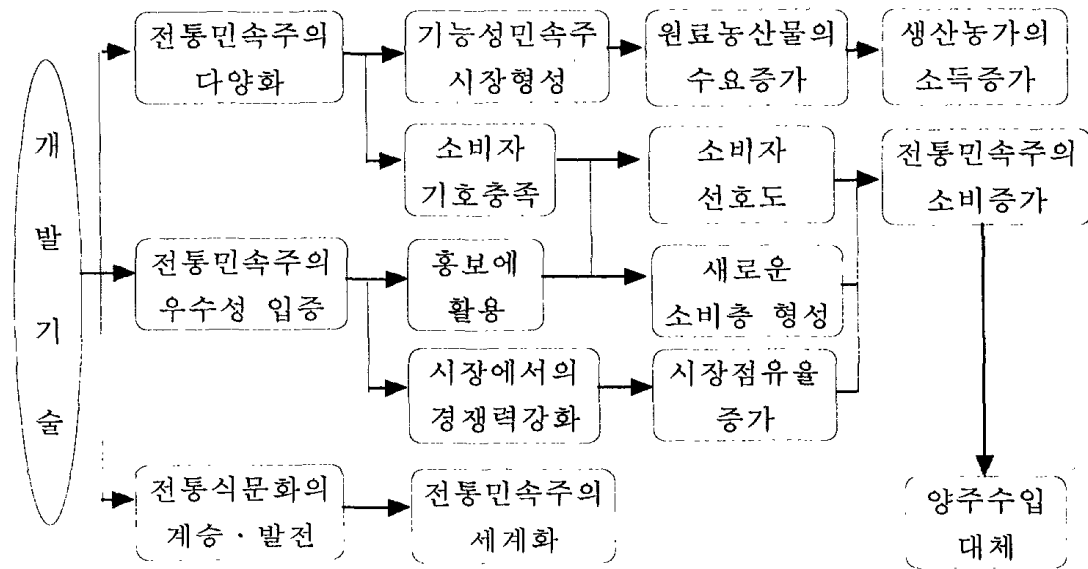 개
발
기
술
전통민속주의
다양화
기능성민속주
시장형성
원료농산물의
수요증가
생산농가의
소득증가
소비자
기호충족
소비자
선호도
전통민속주의
소비증가
전통민속주의
우수성 입증
홍보에
활용
새로운
소비층 형성
시장에서의
경쟁력강화
시장점유율
증가
전통식문화의
계승·발전
전통민속주의
세계화
양주수입
대체